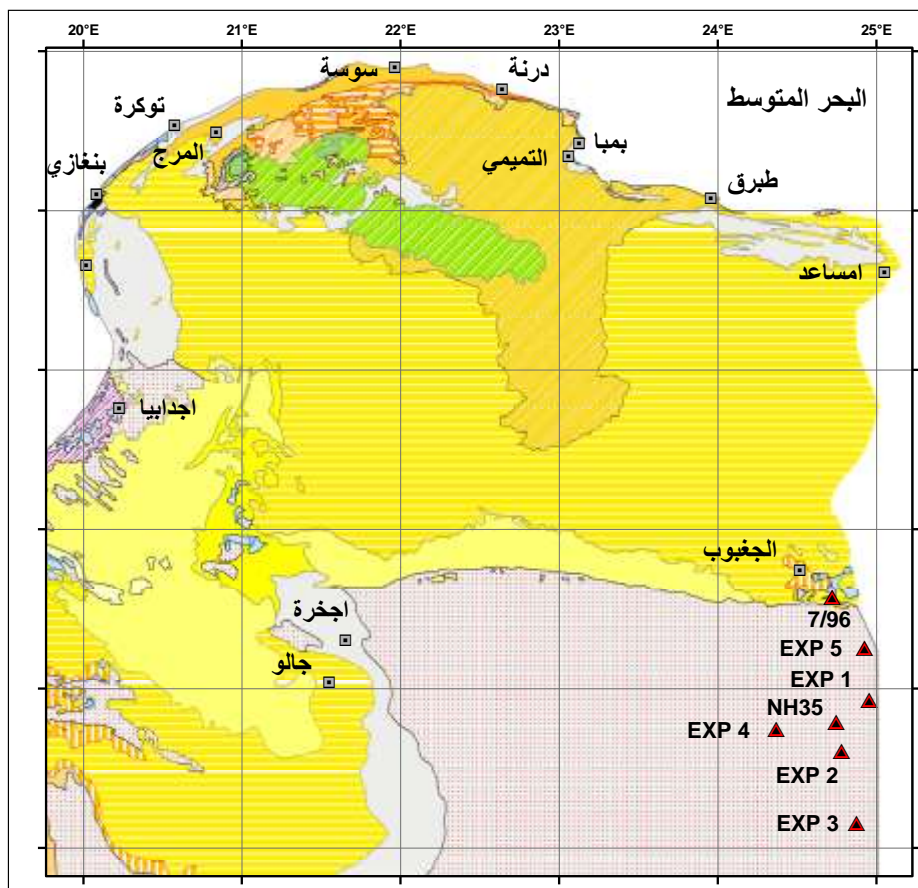 20°E 21°E 22°E 23°E 24°E 25°E
سوسة
درنة
البحر المتوسط
توكرة
المرج
بمبا
التميمي
بنغازي
طبرق
امساعد
اجدابيا
الجغبوب
اجخرة
7/96
جالو
EXP 5
EXP 1
NH35
EXP 4
EXP 2
EXP 3